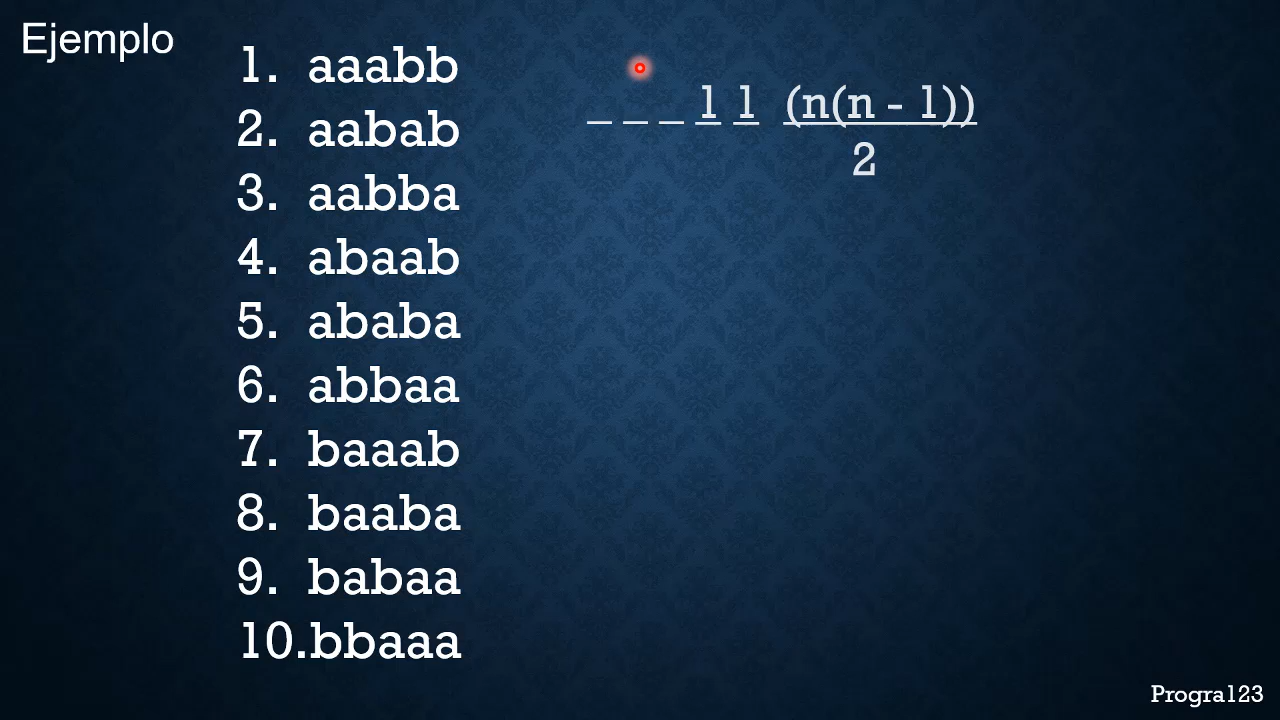 Ejemplo
1. aaabb
2. aabab
3. aabba
4. abaab
5. ababa
6. abbaa
7. baaab
8. baaba
9. babaa
10.bbaaa
_ _ _ 1 1 (n(n - 1))
2
Progra123